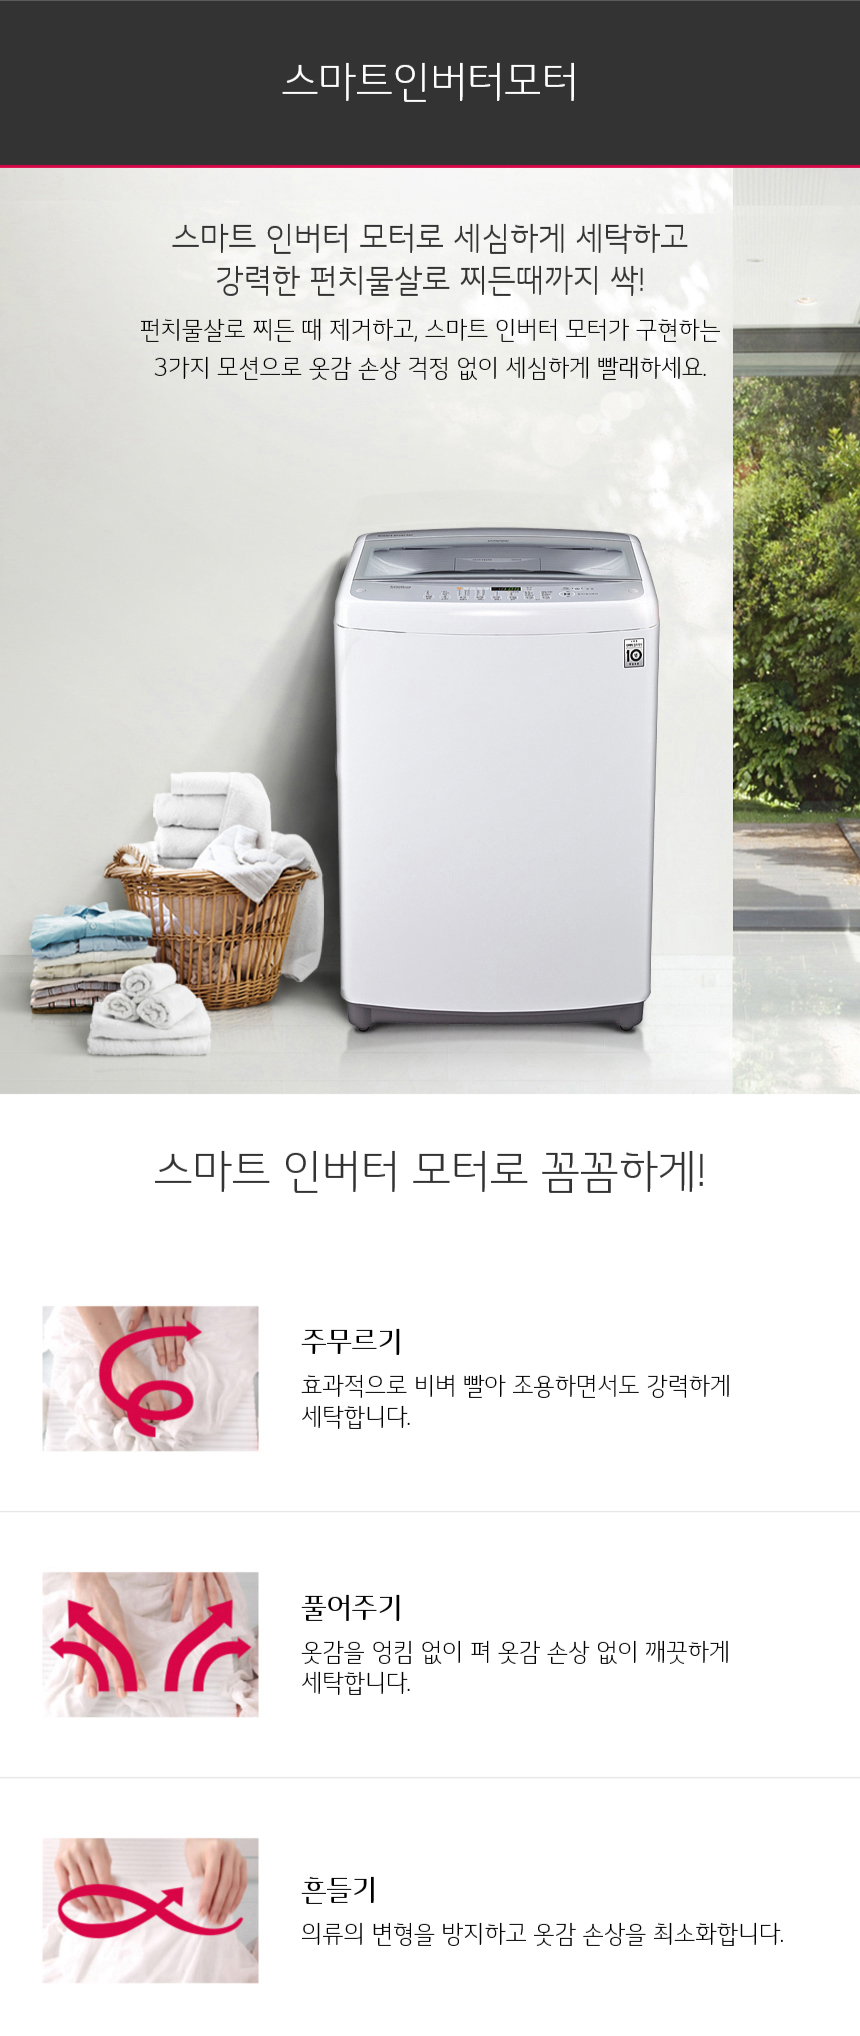 스마트인버터모터
스마트 인버터 모터로 세심하게 세탁하고
강력한 펀치물살로 찌든때까지 싹!
펀치물살로 찌든 때 제거하고, 스마트 인버터 모터가 구현하는
3가지 모션으로 옷감 손상 걱정 없이 세심하게 빨래하세요.
10
스마트 인버터 모터로 꼼꼼하게!
주무르기
효과적으로 비벼 빨아 조용하면서도 강력하게
세탁합니다.
풀어주기
옷감을 엉킴 없이 펴 옷감 손상 없이 깨끗하게
세탁합니다.
흔들기
의류의 변형을 방지하고 옷감 손상을 최소화합니다.